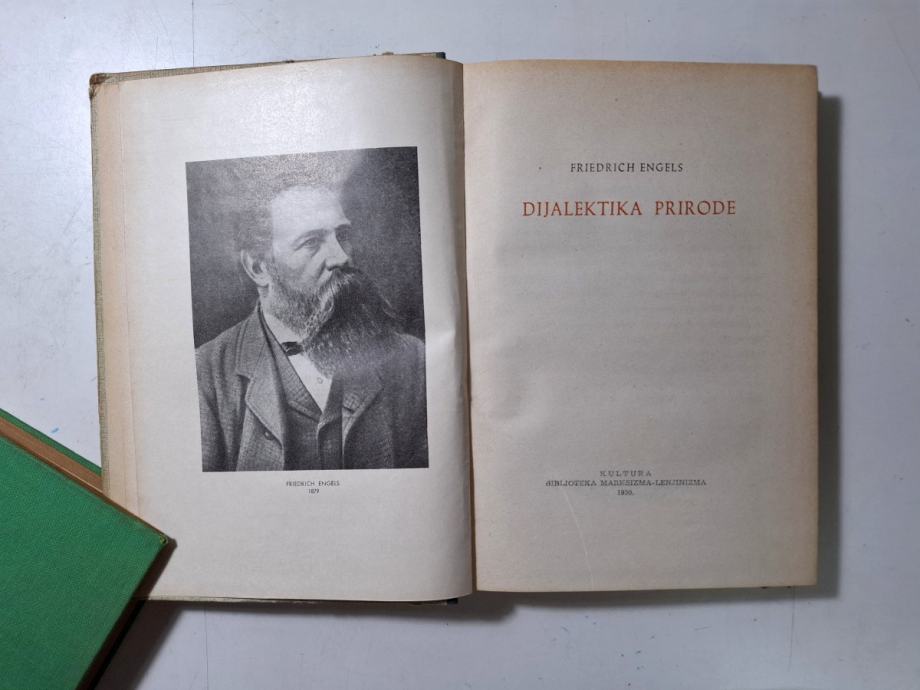 FRIEDRICH ENGELS
1879
FRIEDRICH ENGELS
DIJALEKTIKA PRIRODE
KULTURA
BIBLIOTEKA MARKSIZMA-LENJINIZMA
1950.